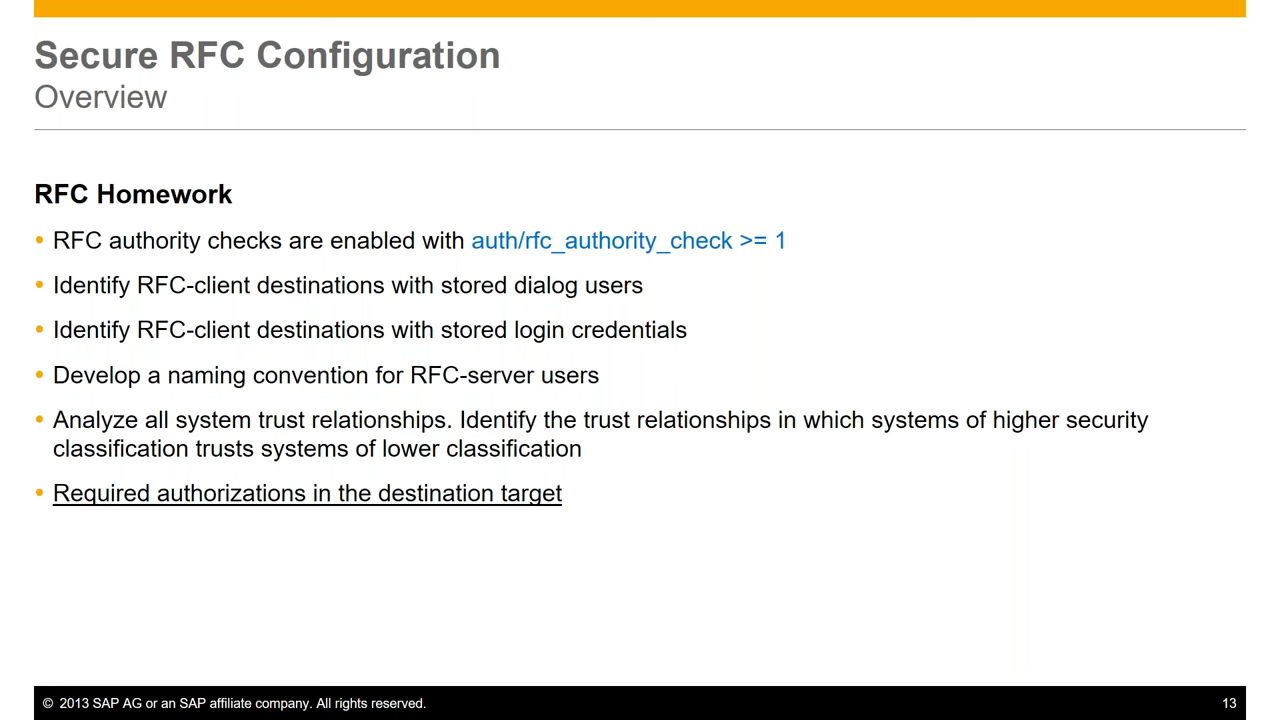 Secure RFC Configuration
Overview
RFC Homework
• RFC authority checks are enabled with auth/rfc_authority_check >= 1
• Identify RFC-client destinations with stored dialog users
• Identify RFC-client destinations with stored login credentials
• Develop a naming convention for RFC-server users
• Analyze all system trust relationships. Identify the trust relationships in which systems of higher security
classification trusts systems of lower classification
• Required authorizations in the destination target
© 2013 SAP AG or an SAP affiliate company. All rights reserved. 13